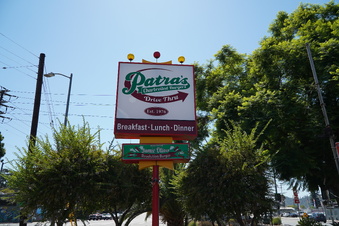 Patra's
Charbroiled Burgers
Drive Thru
Est. 1976
Breakfast - Lunch - Dinner